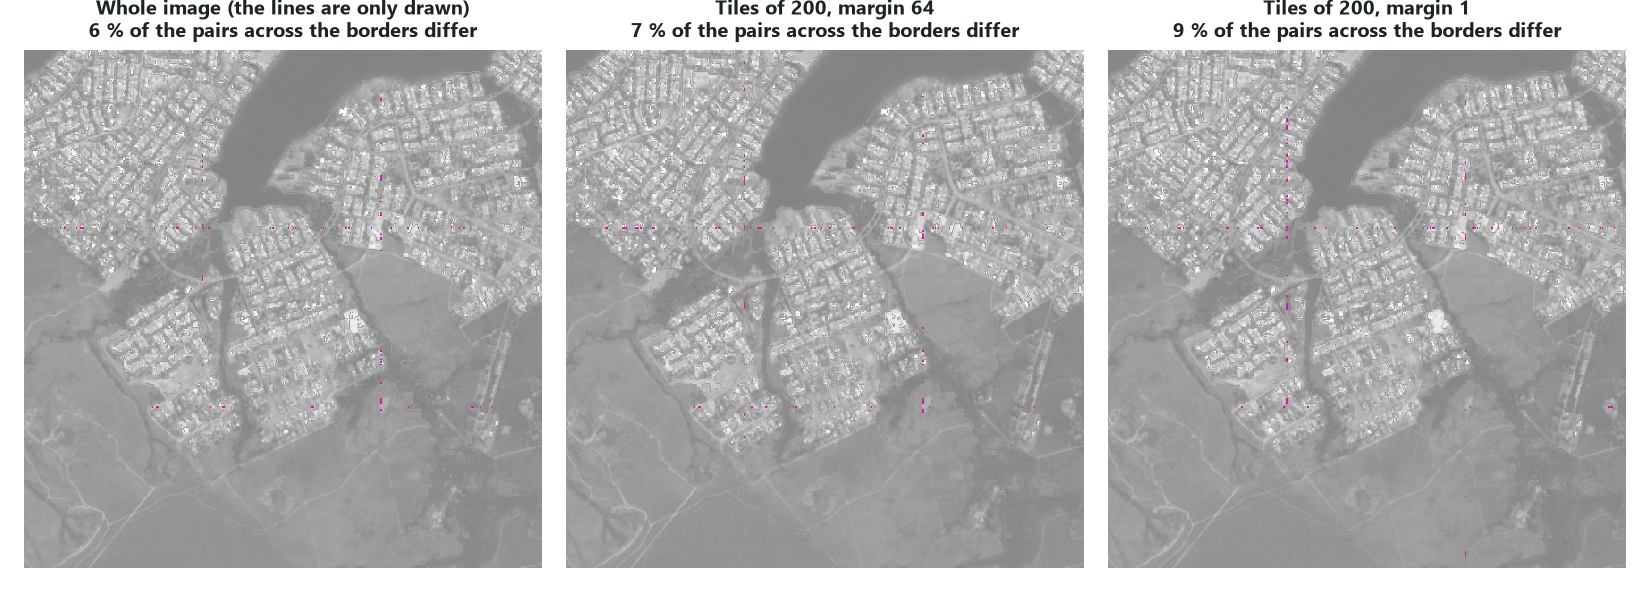 Whole image (the lines are only drawn)
6 % of the pairs across the borders differ
Tiles of 200, margin 64
7 % of the pairs across the borders differ
Tiles of 200, margin 1
9 % of the pairs across the borders differ